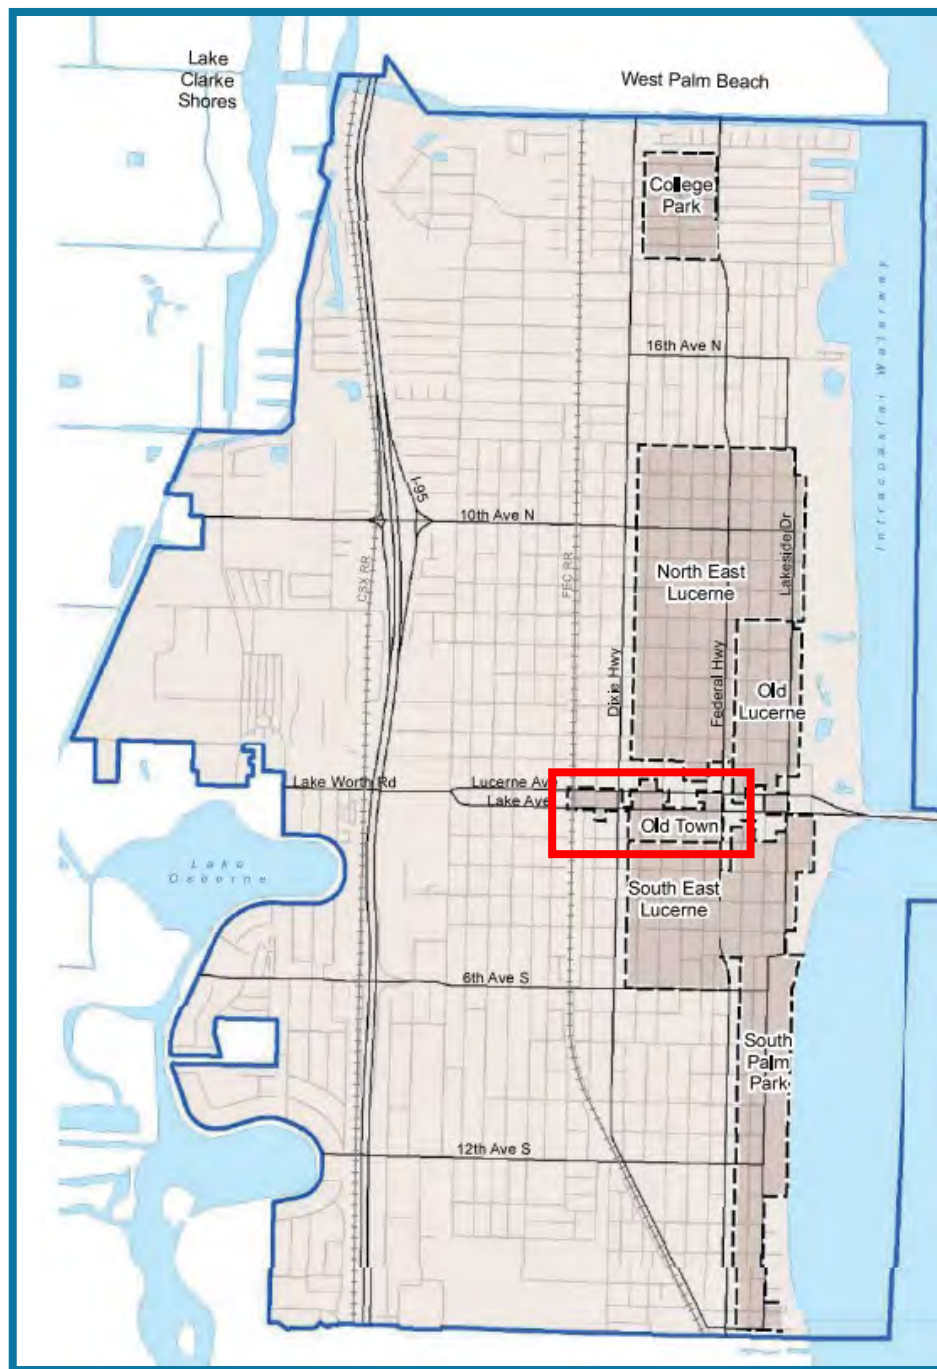 Lake
Clarke
Shores
West Palm Beach
College
Park
16th Ave N
Intracoastal Waterway
I-95
10th Ave N
Lakeside Dr
CSX RR
FEC RR
North East
Lucerne
Dixie Hwy
Federal Hwy
Old
Lucerne
Lake Worth Rd
Lucerne Ave
Lake Ave
Old Town
Lake
Osborne
South East
Lucerne
6th Ave S
South
Palm
Park
12th Ave S